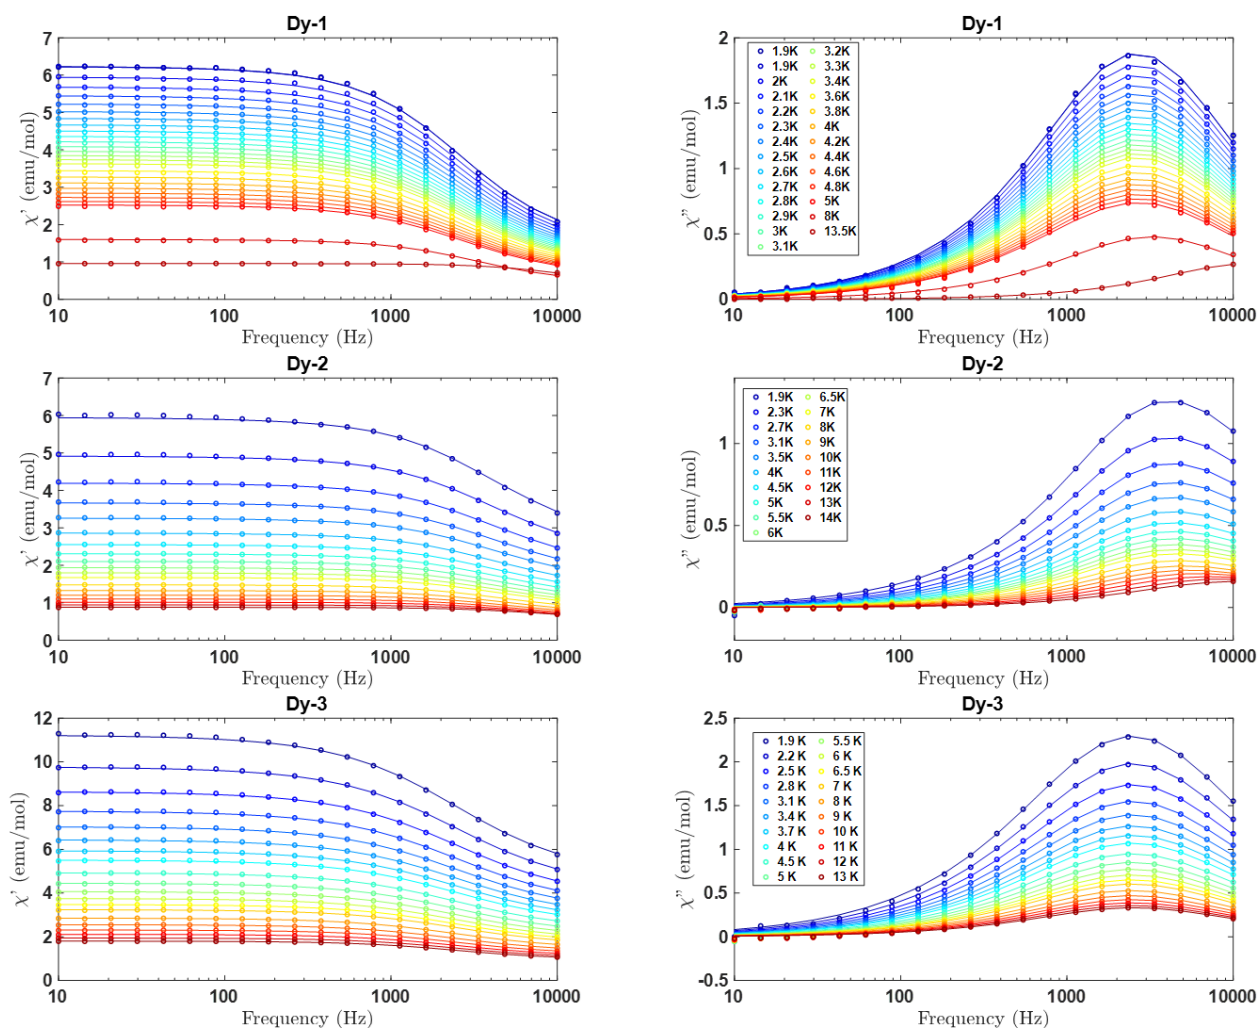 Dy-1
7
6
5
4
3
2
1
0
χ' (emu/mol)
10
100
1000
10000
Frequency (Hz)
Dy-1
2
1.5
1
0.5
0
χ" (emu/mol)
1.9K 3.2K
1.9K 3.3K
2K 3.4K
2.1K 3.6K
2.2K 3.8K
2.3K 4K
2.4K 4.2K
2.5K 4.4K
2.6K 4.6K
2.7K 4.8K
2.8K 5K
2.9K 8K
3K 13.5K
3.1K
10
100
1000
10000
Frequency (Hz)
Dy-2
7
6
5
4
3
2
1
0
χ' (emu/mol)
10
100
1000
10000
Frequency (Hz)
Dy-2
1
0.5
0
χ" (emu/mol)
1.9K 6.5K
2.3K 7K
2.7K 8K
3.1K 9K
3.5K 10K
4K 11K
4.5K 12K
5K 13K
5.5K 14K
6K
10
100
1000
10000
Frequency (Hz)
Dy-3
12
10
8
6
4
2
0
χ' (emu/mol)
10
100
1000
10000
Frequency (Hz)
Dy-3
2.5
2
1.5
1
0.5
0
-0.5
χ" (emu/mol)
1.9 K 5.5 K
2.2 K 6 K
2.5 K 6.5 K
2.8 K 7 K
3.1 K 8 K
3.4 K 9 K
3.7 K 10 K
4 K 11 K
4.5 K 12 K
5 K 13 K
10
100
1000
10000
Frequency (Hz)